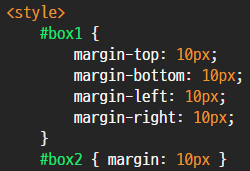 <style>
#box1 {
margin-top: 10px;
margin-bottom: 10px;
margin-left: 10px;
margin-right: 10px;
}
#box2 { margin: 10px }